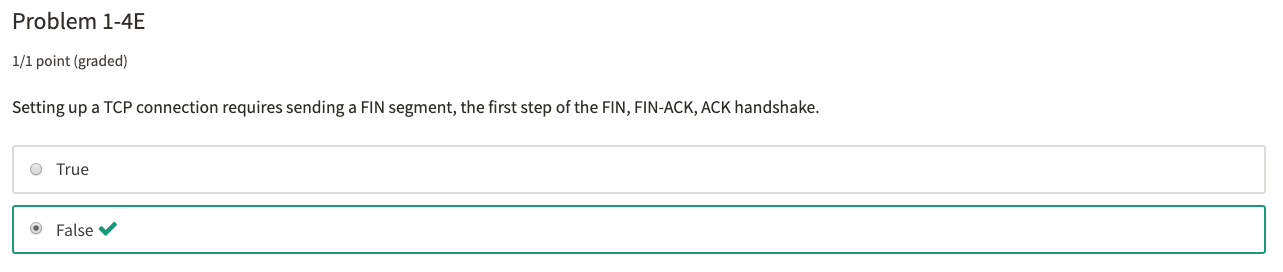 Problem 1-4E
1/1 point (graded)
Setting up a TCP connection requires sending a FIN segment, the first step of the FIN, FIN-ACK, ACK handshake.
True
False